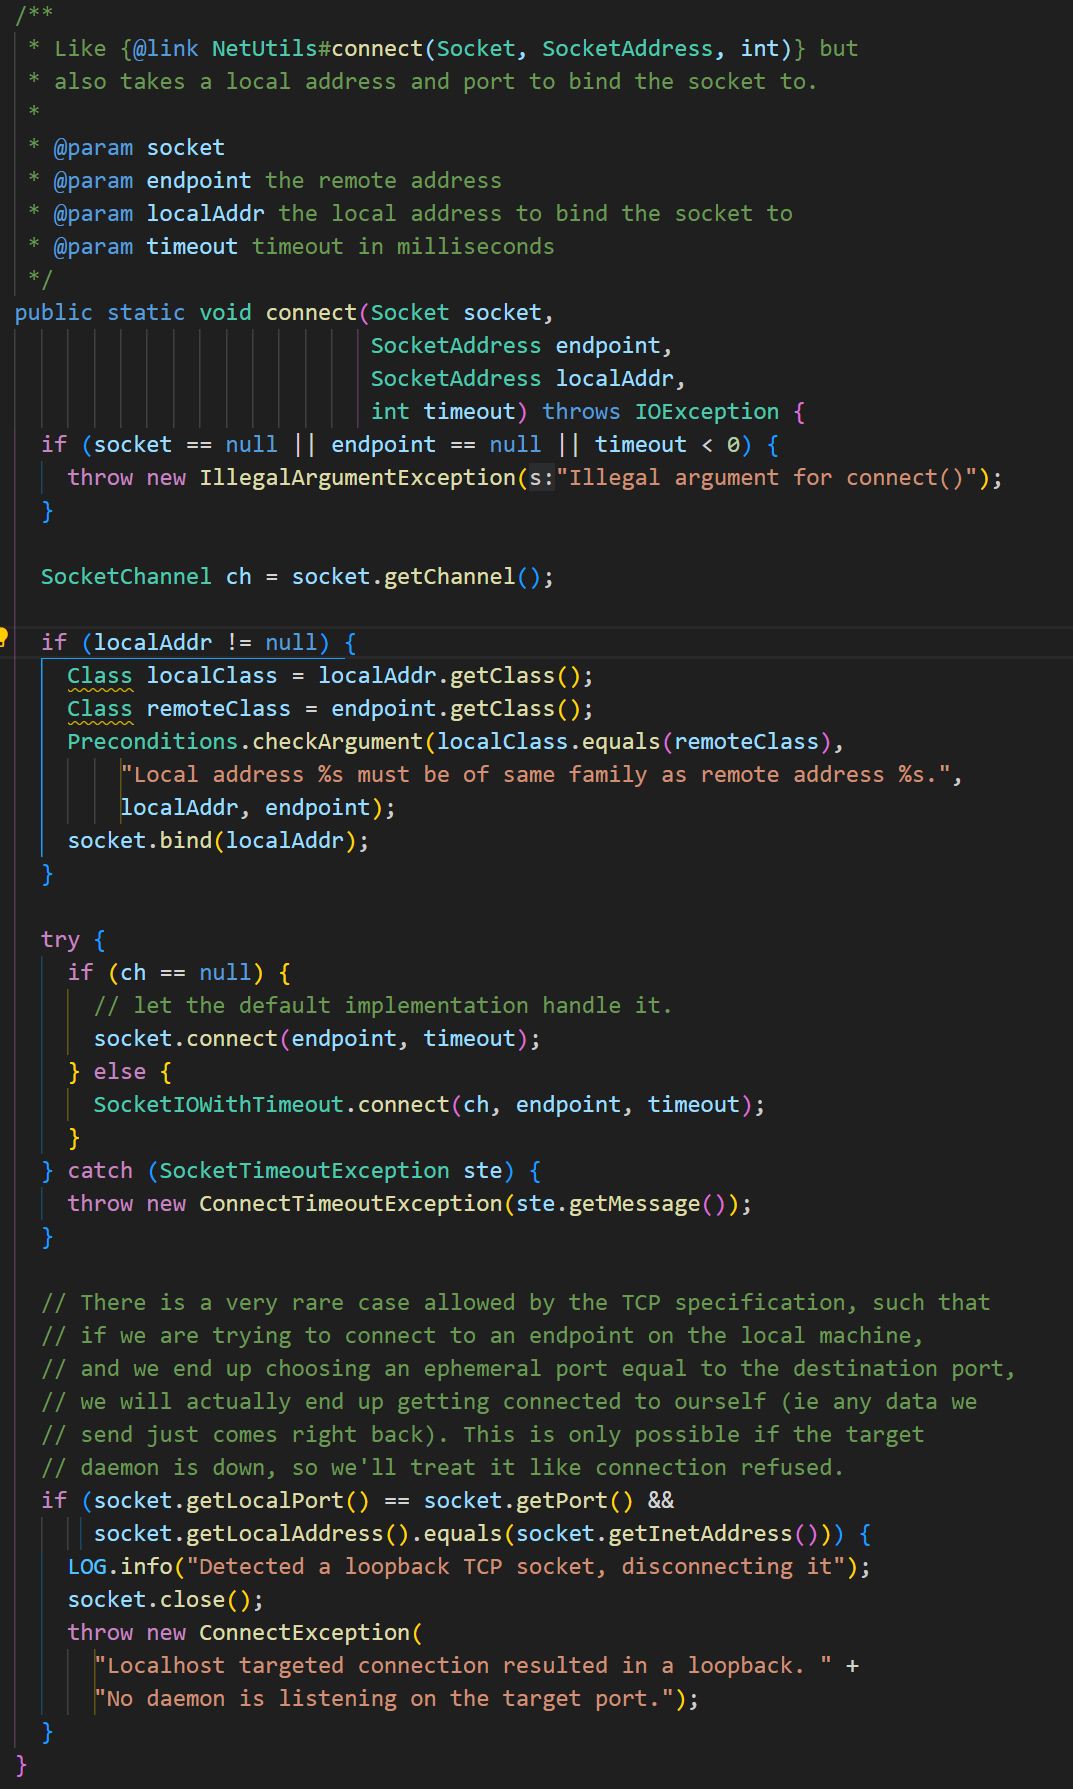 /**
 * Like {@link NetUtils#connect(Socket, SocketAddress, int)} but
 * also takes a local address and port to bind the socket to.
 *
 * @param socket
 * @param endpoint the remote address
 * @param localAddr the local address to bind the socket to
 * @param timeout timeout in milliseconds
 */
public static void connect(Socket socket,
                           SocketAddress endpoint,
                           SocketAddress localAddr,
                           int timeout) throws IOException {
  if (socket == null || endpoint == null || timeout < 0) {
    throw new IllegalArgumentException(s:"Illegal argument for connect()");
  }

  SocketChannel ch = socket.getChannel();

  if (localAddr != null) {
    Class localClass = localAddr.getClass();
    Class remoteClass = endpoint.getClass();
    Preconditions.checkArgument(localClass.equals(remoteClass),
        "Local address %s must be of same family as remote address %s.",
        localAddr, endpoint);
    socket.bind(localAddr);
  }

  try {
    if (ch == null) {
      // let the default implementation handle it.
      socket.connect(endpoint, timeout);
    } else {
      SocketIOWithTimeout.connect(ch, endpoint, timeout);
    }
  } catch (SocketTimeoutException ste) {
    throw new ConnectTimeoutException(ste.getMessage());
  }

  // There is a very rare case allowed by the TCP specification, such that
  // if we are trying to connect to an endpoint on the local machine,
  // and we end up choosing an ephemeral port equal to the destination port,
  // we will actually end up getting connected to ourself (ie any data we
  // send just comes right back). This is only possible if the target
  // daemon is down, so we'll treat it like connection refused.
  if (socket.getLocalPort() == socket.getPort() &&
      socket.getLocalAddress().equals(socket.getInetAddress())) {
    LOG.info("Detected a loopback TCP socket, disconnecting it");
    socket.close();
    throw new ConnectException(
      "Localhost targeted connection resulted in a loopback. " +
      "No daemon is listening on the target port.");
  }
}